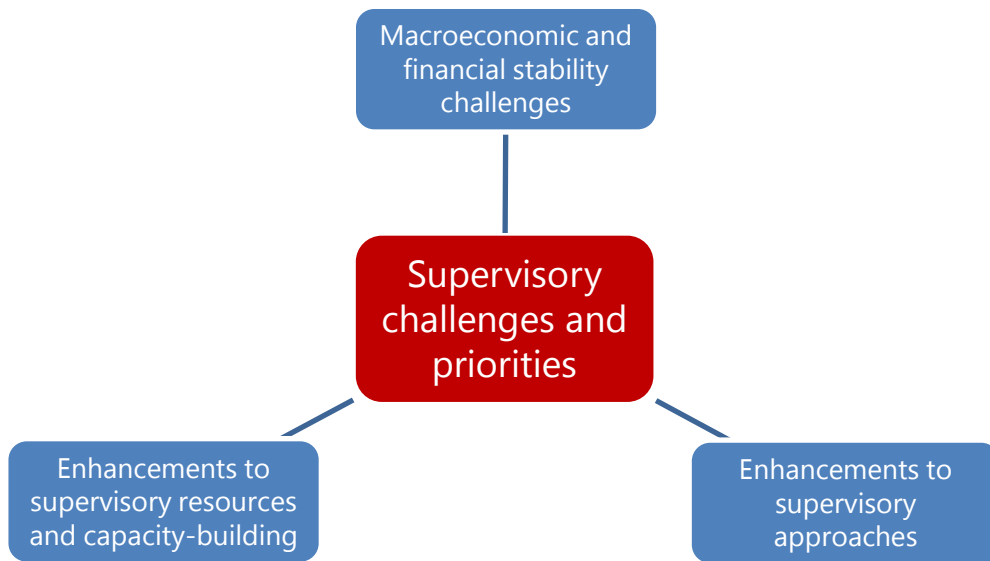 Macroeconomic and
financial stability
challenges
Supervisory
challenges and
priorities
Enhancements to
supervisory resources
and capacity-building
Enhancements to
supervisory
approaches